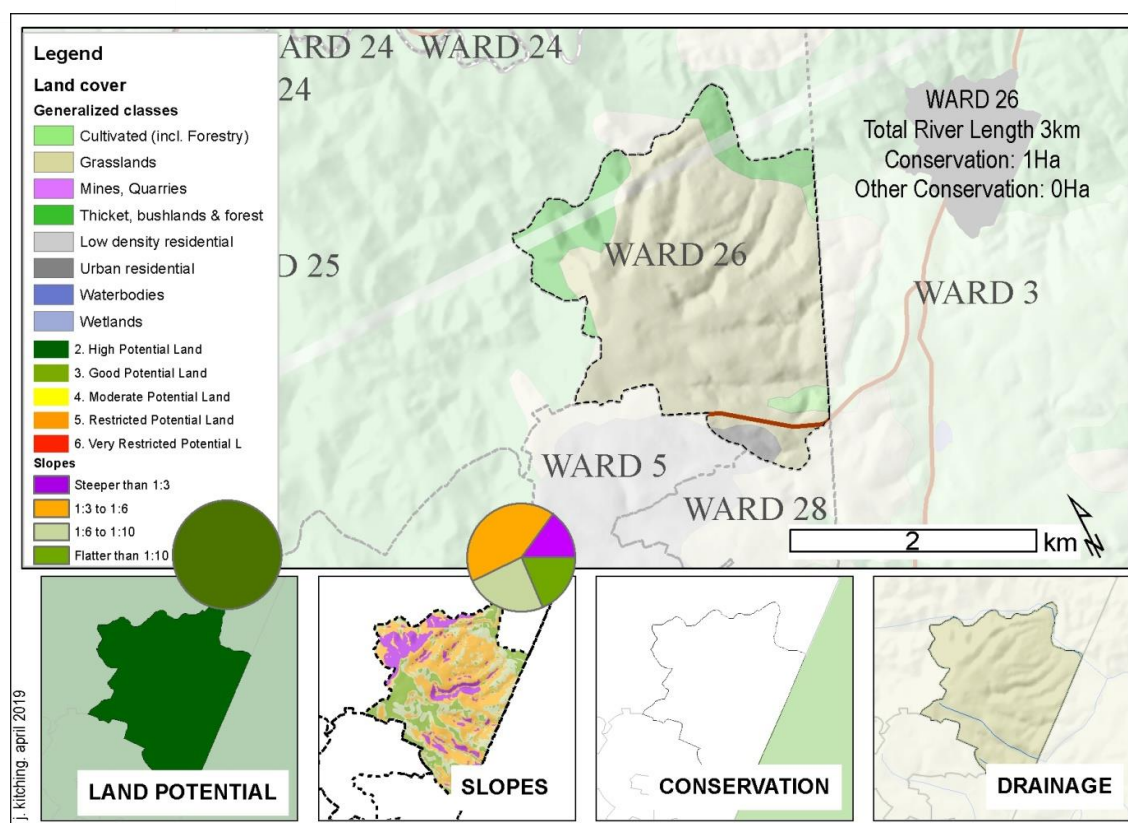 Legend
Land cover
Generalized classes
Cultivated (incl. Forestry)
Grasslands
Mines, Quarries
Thicket, bushlands & forest
Low density residential
Urban residential
Waterbodies
Wetlands
2. High Potential Land
3. Good Potential Land
4. Moderate Potential Land
5. Restricted Potential Land
6. Very Restricted Potential L
Slopes
Steeper than 1:3
1:3 to 1:6
1:6 to 1:10
Flatter than 1:10
ARD 24
WARD 24
24
D 25
WARD 26
Total River Length 3km
Conservation: 1Ha
Other Conservation: 0Ha
WARD 26
WARD 3
WARD 5
WARD 28
2
km
N
LAND POTENTIAL
SLOPES
CONSERVATION
DRAINAGE
j. kitching. april 2019